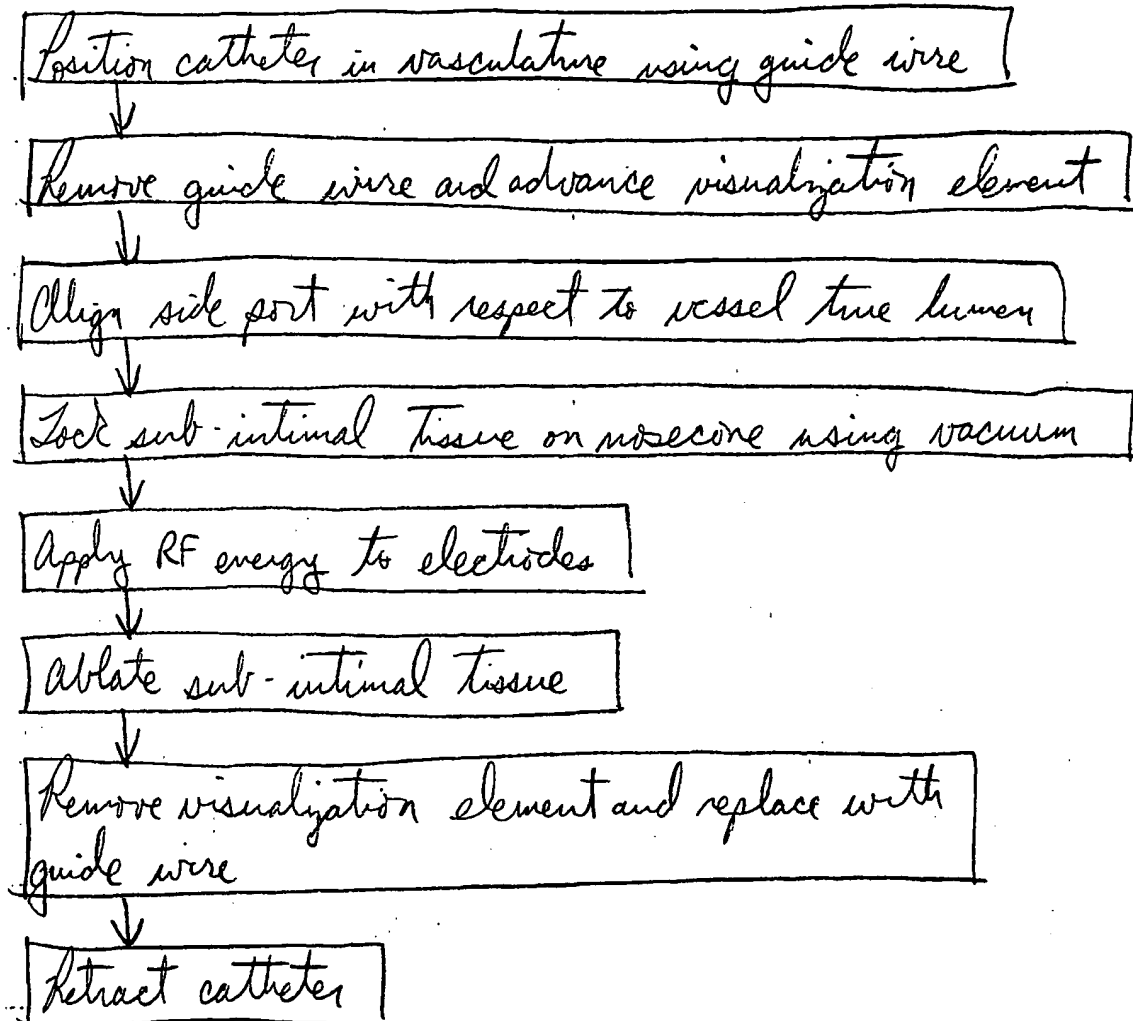 Position catheter in vasculature using guide wire
Remove guide wire and advance visualization element
Align side port with respect to vessel true lumen
Lock sub-intimal tissue on nosecone using vacuum
Apply RF energy to electrodes
Ablate sub-intimal tissue
Remove visualization element and replace with
guide wire
Retract catheter